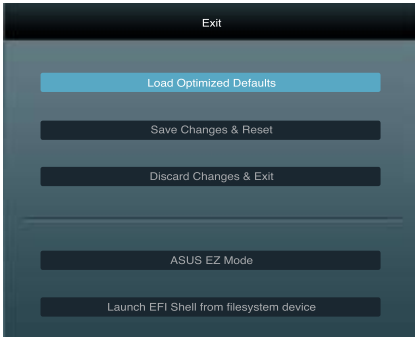 Exit
Load Optimized Defaults
Save Changes & Reset
Discard Changes & Exit
ASUS EZ Mode
Launch EFI Shell from filesystem device